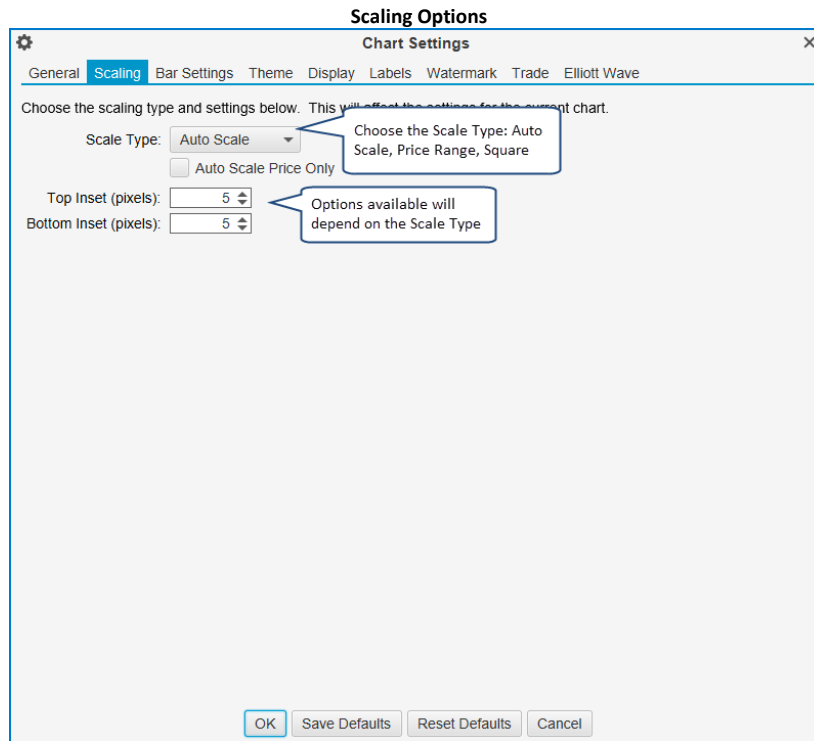 Scaling Options
Chart Settings
General Scaling Bar Settings Theme Display Labels Watermark Trade Elliott Wave
Choose the scaling type and settings below. This will affect the settings for the current chart.
Scale Type: Auto Scale
Choose the Scale Type: Auto
Scale, Price Range, Square
Auto Scale Price Only
Top Inset (pixels): 5
Bottom Inset (pixels): 5
Options available will
depend on the Scale Type
OK Save Defaults Reset Defaults Cancel